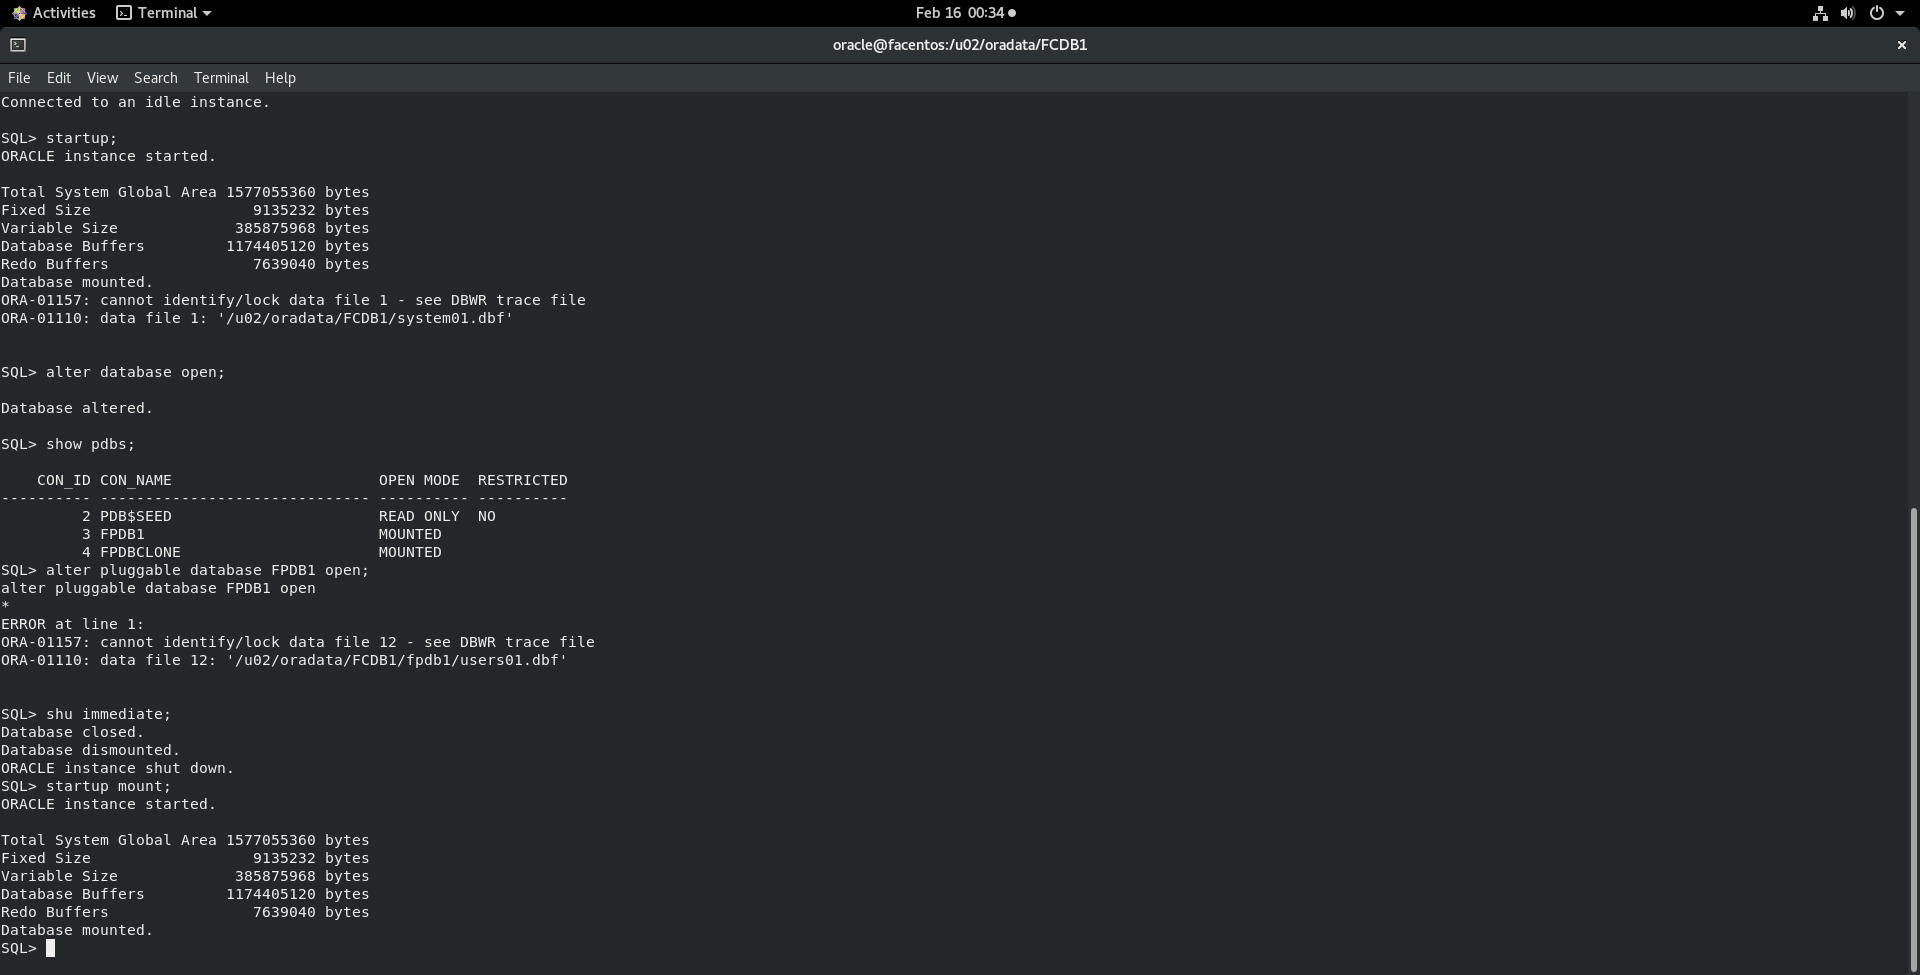 Activities Terminal Feb 16 00:34
oracle@facentos:/u02/oradata/FCDB1
File Edit View Search Terminal Help
Connected to an idle instance.
SQL> startup;
ORACLE instance started.
Total System Global Area 1577055360 bytes
Fixed Size 9135232 bytes
Variable Size 385875968 bytes
Database Buffers 1174405120 bytes
Redo Buffers 7639040 bytes
Database mounted.
ORA-01157: cannot identify/lock data file 1 - see DBWR trace file
ORA-01110: data file 1: '/u02/oradata/FCDB1/system01.dbf'
SQL> alter database open;
Database altered.
SQL> show pdbs;
CON_ID CON_NAME OPEN MODE RESTRICTED
---------- ------------------------------ ---------- ----------
2 PDB$SEED READ ONLY NO
3 FPDB1 MOUNTED
4 FPDBCLONE MOUNTED
SQL> alter pluggable database FPDB1 open;
alter pluggable database FPDB1 open
*
ERROR at line 1:
ORA-01157: cannot identify/lock data file 12 - see DBWR trace file
ORA-01110: data file 12: '/u02/oradata/FCDB1/fpdb1/users01.dbf'
SQL> shu immediate;
Database closed.
Database dismounted.
ORACLE instance shut down.
SQL> startup mount;
ORACLE instance started.
Total System Global Area 1577055360 bytes
Fixed Size 9135232 bytes
Variable Size 385875968 bytes
Database Buffers 1174405120 bytes
Redo Buffers 7639040 bytes
Database mounted.
SQL>